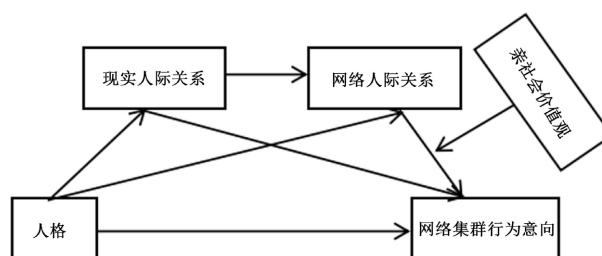 现实人际关系
网络人际关系
亲社会价值观
人格
网络集群行为意向